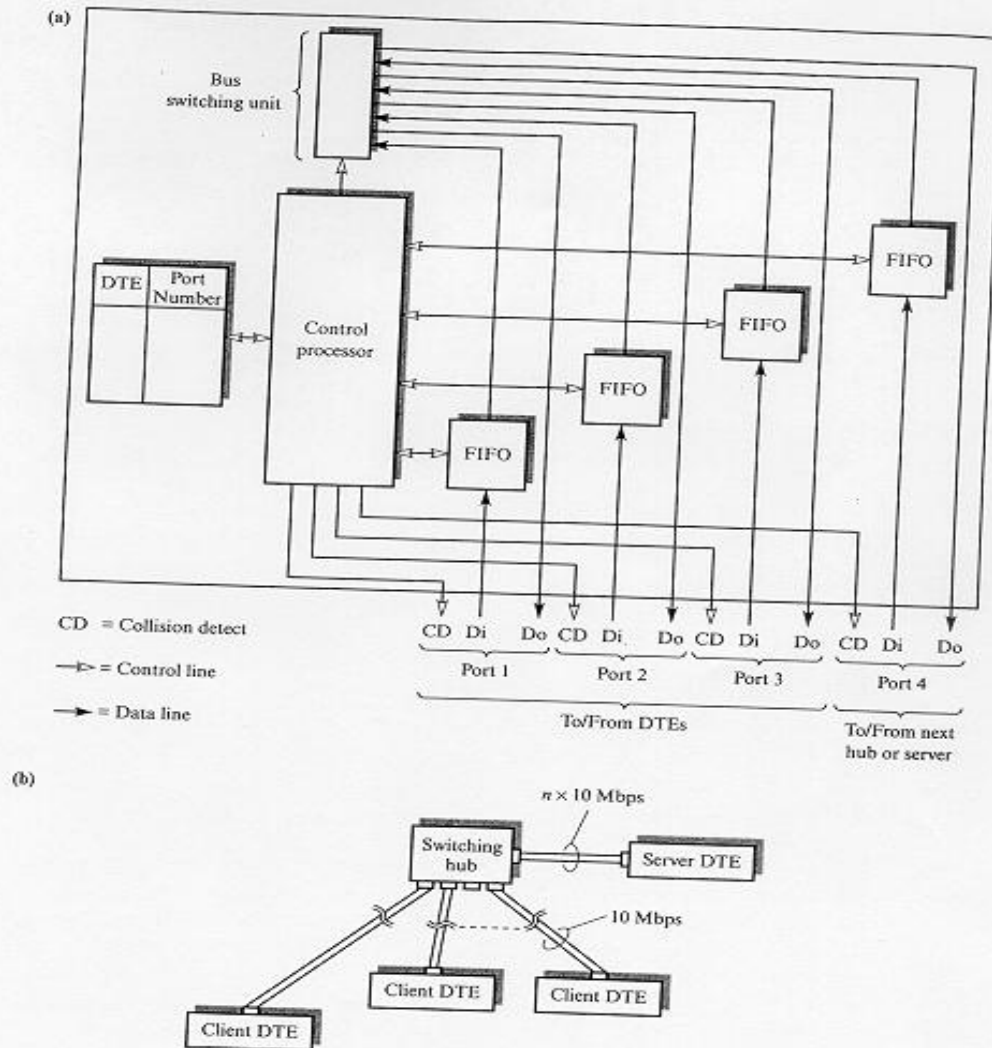 (a)
Bus
switching unit
DTE
Port
Number
Control
processor
FIFO
FIFO
FIFO
FIFO
CD = Collision detect
= Control line
= Data line
CD Di Do CD Di Do CD Di Do CD Di Do
Port 1 Port 2 Port 3 Port 4
To/From DTEs
To/From next
hub or server
(b)
n × 10 Mbps
Switching
hub
Server DTE
10 Mbps
Client DTE
Client DTE
Client DTE